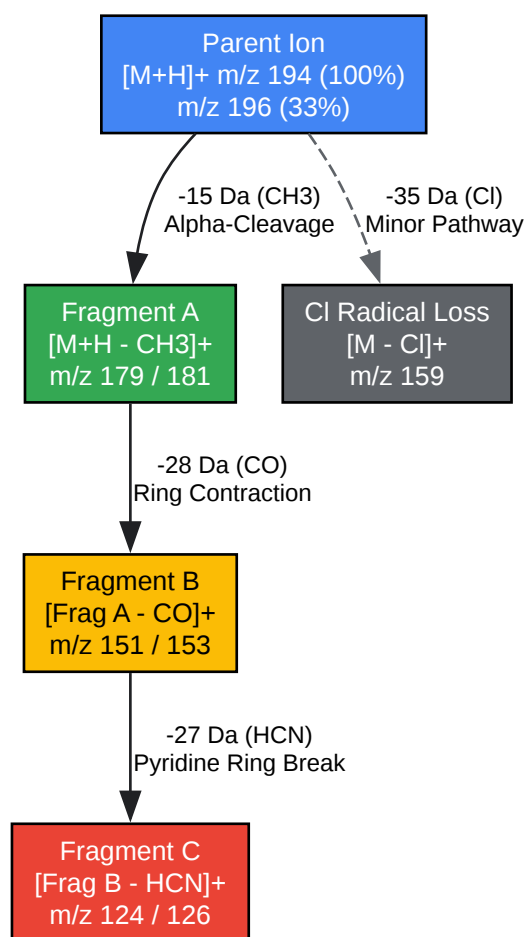 Parent Ion
[M+H]+ m/z 194 (100%)
m/z 196 (33%)
-15 Da (CH3)
Alpha-Cleavage
-35 Da (Cl)
Minor Pathway
Fragment A
[M+H - CH3]+
m/z 179 / 181
Cl Radical Loss
[M - Cl]+
m/z 159
-28 Da (CO)
Ring Contraction
Fragment B
[Frag A - CO]+
m/z 151 / 153
-27 Da (HCN)
Pyridine Ring Break
Fragment C
[Frag B - HCN]+
m/z 124 / 126